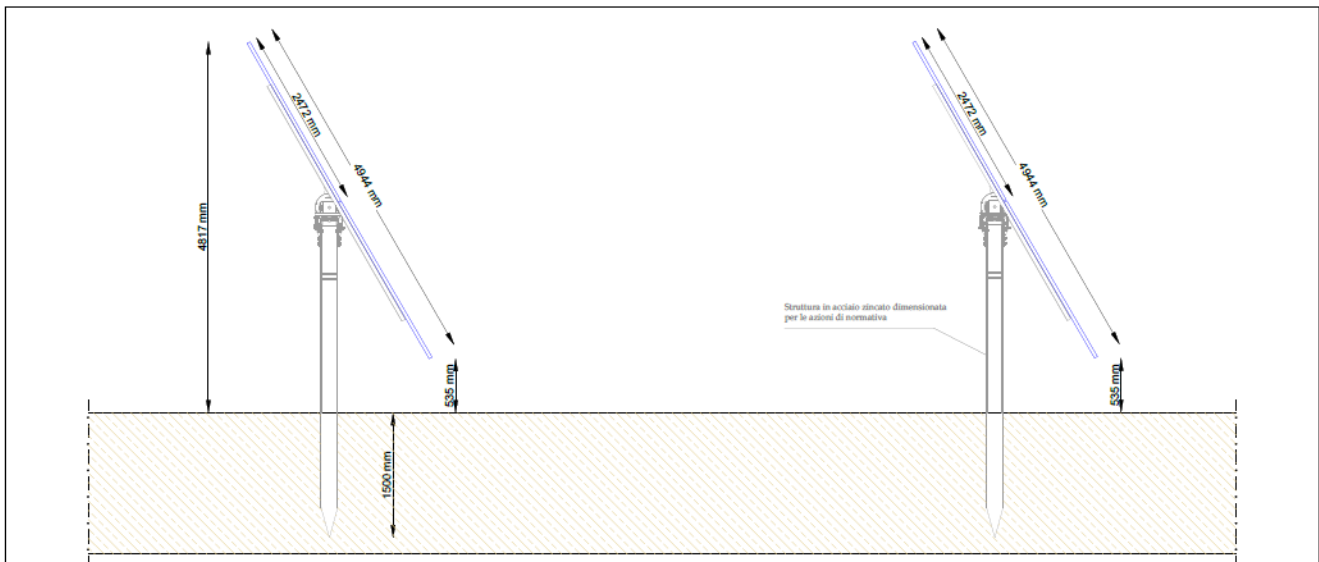 2472 mm
4944 mm
4817 mm
535 mm
1500 mm
2472 mm
4944 mm
Struttura in acciaio zincato dimensionata
per le azioni di normativa
535 mm